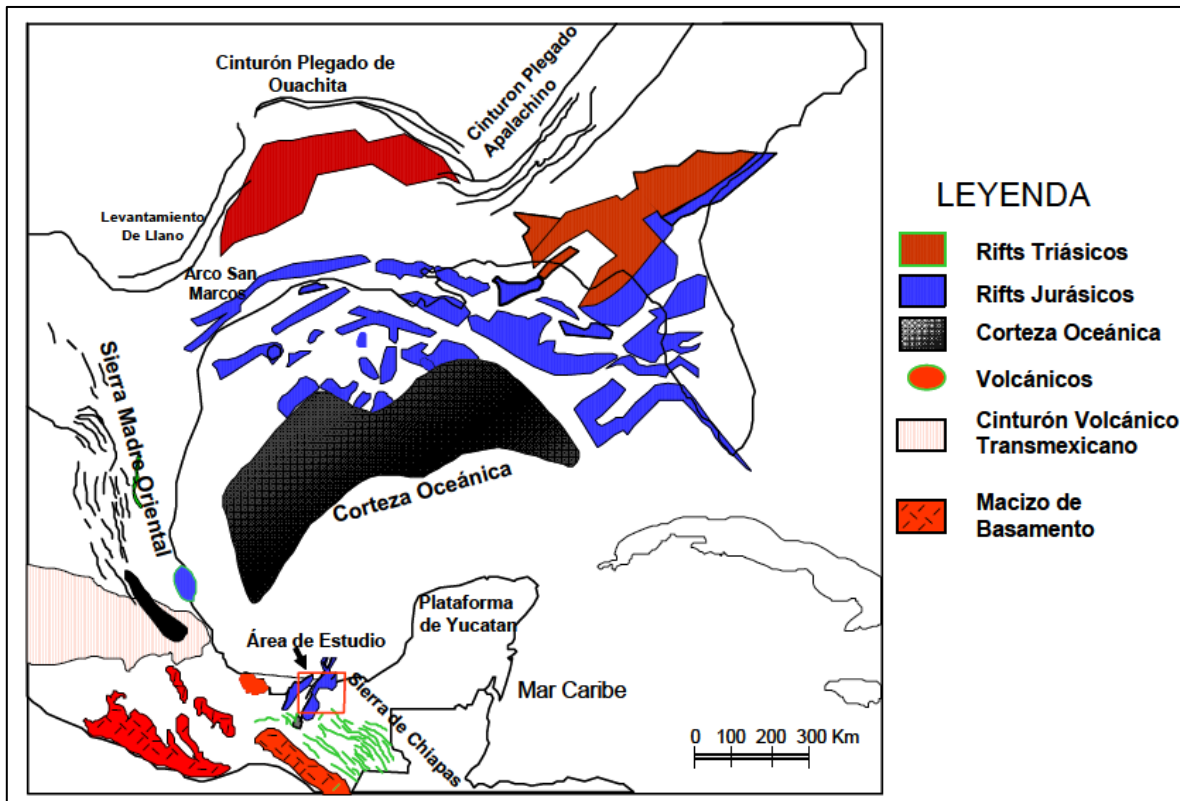 Cinturón Plegado de
Ouachita
Cinturon Plegado
Apalachino
Levantamiento
De Llano
Arco San
Marcos
Sierra Madre Oriental
Corteza Oceánica
Plataforma
de Yucatan
Área de Estudio
Sierra de Chiapas
Mar Caribe
0 100 200 300 Km
LEYENDA
Rifts Triásicos
Rifts Jurásicos
Corteza Oceánica
Volcánicos
Cinturón Volcánico
Transmexicano
Macizo de
Basamento